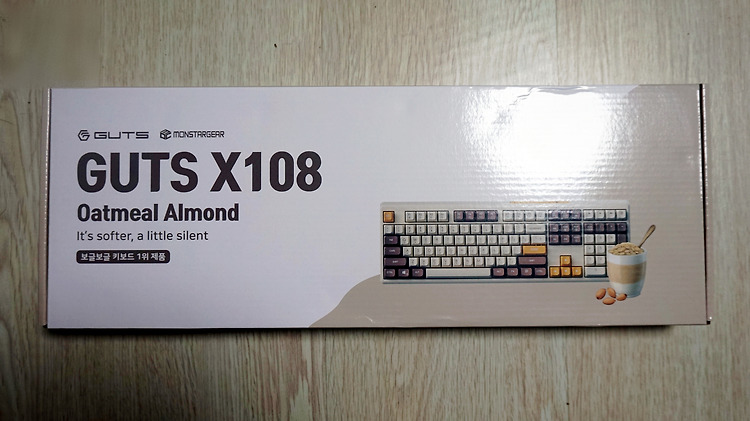 GUTS MONSTARGEAR
GUTS X108
Oatmeal Almond
It's softer, a little silent
보글보글 키보드 1위 제품